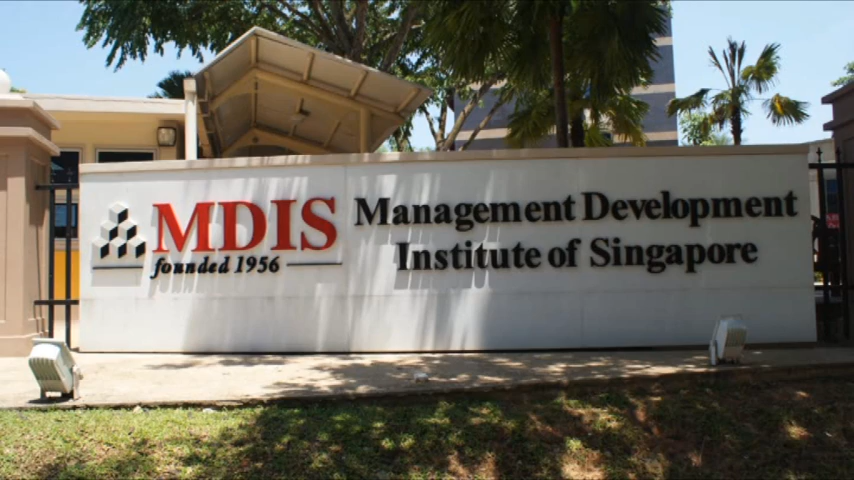 MDIS
founded 1956
Management Development
Institute of Singapore